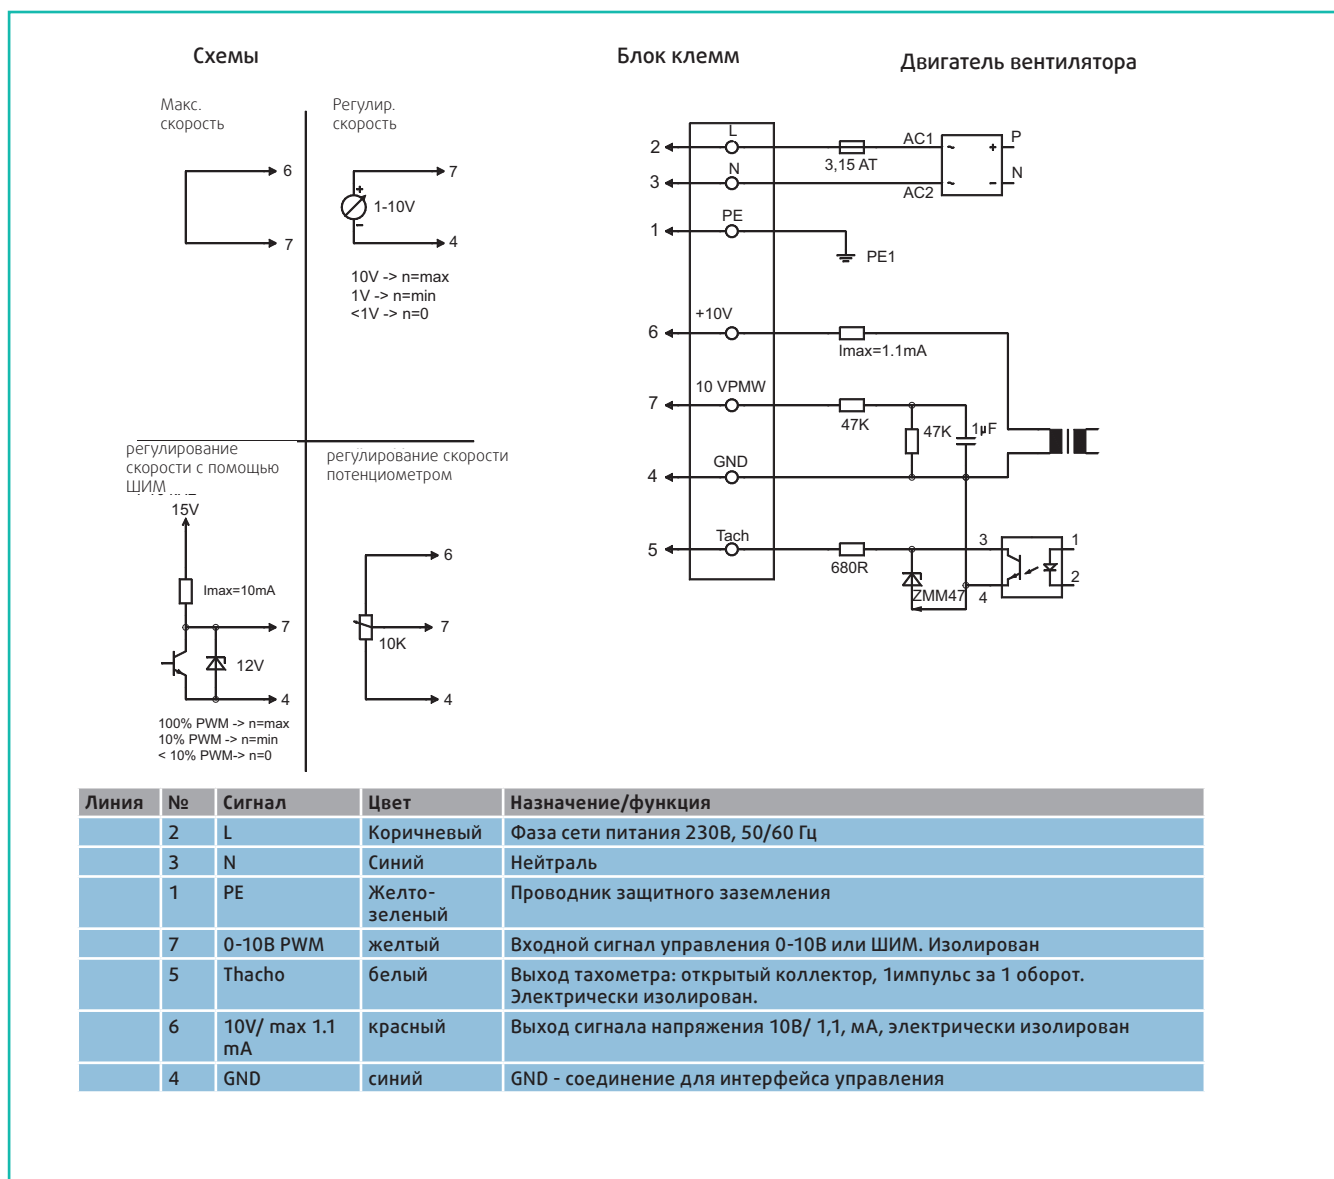 Схемы
Блок клемм
Двигатель вентилятора
Макс.
скорость
6
7
Регулир.
скорость
7
+
1-10V
−
4
10V -> n=max
1V -> n=min
<1V -> n=0
регулирование
скорости с помощью
ШИМ
15V
Imax=10mA
7
12V
4
100% PWM -> n=max
10% PWM -> n=min
< 10% PWM-> n=0
регулирование скорости
потенциометром
6
7
10K
4
L
2
3,15 AT
AC1
~
+
P
N
3
AC2
~
−
N
PE
1
PE1
+10V
6
Imax=1.1mA
10 VPMW
7
47K
47K
1µF
GND
4
Tach
5
680R
ZMM47
3
4
1
2
Линия № Сигнал Цвет Назначение/функция
2 L Коричневый Фаза сети питания 230В, 50/60 Гц
3 N Синий Нейтраль
1 PE Желто- Проводник защитного заземления
зеленый
7 0-10В PWM желтый Входной сигнал управления 0-10В или ШИМ. Изолирован
5 Thacho белый Выход тахометра: открытый коллектор, 1импульс за 1 оборот.
Электрически изолирован.
6 10V/ max 1.1 красный Выход сигнала напряжения 10В/ 1,1, мА, электрически изолирован
mA
4 GND синий GND - соединение для интерфейса управления